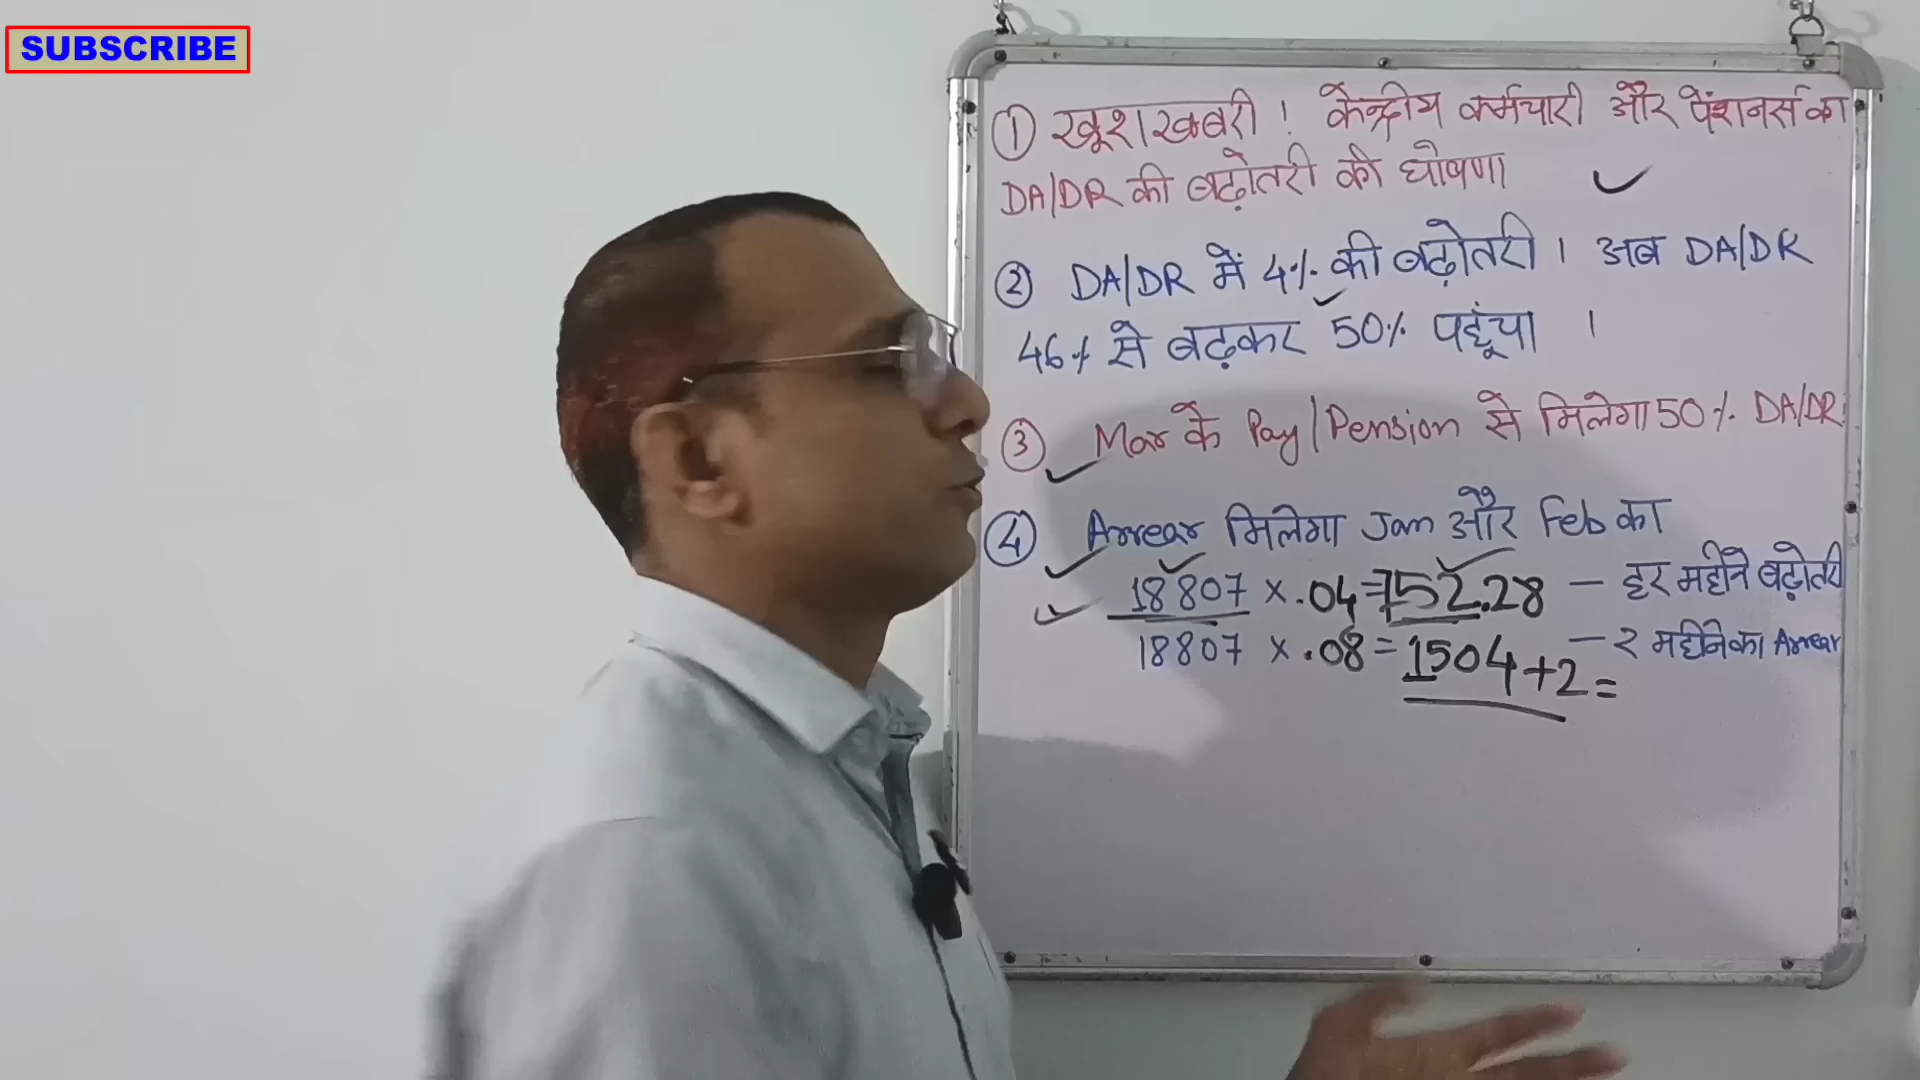 SUBSCRIBE
① खुशखबरी ! केन्द्रीय कर्मचारी और पेंशनर्स का
DA/DR की बढ़ोतरी की घोषणा
② DA/DR में 4% की बढ़ोतरी । अब DA/DR
46% से बढ़कर 50% पहुंचा ।
③ Mar के Pay/Pension से मिलेगा 50% DA/DR
④ Arrear मिलेगा Jan और Feb का
18807 x .04=752.28 — हर महीने बढ़ोतरी
18807 x .08=1504+2= — २ महीने का Arrear